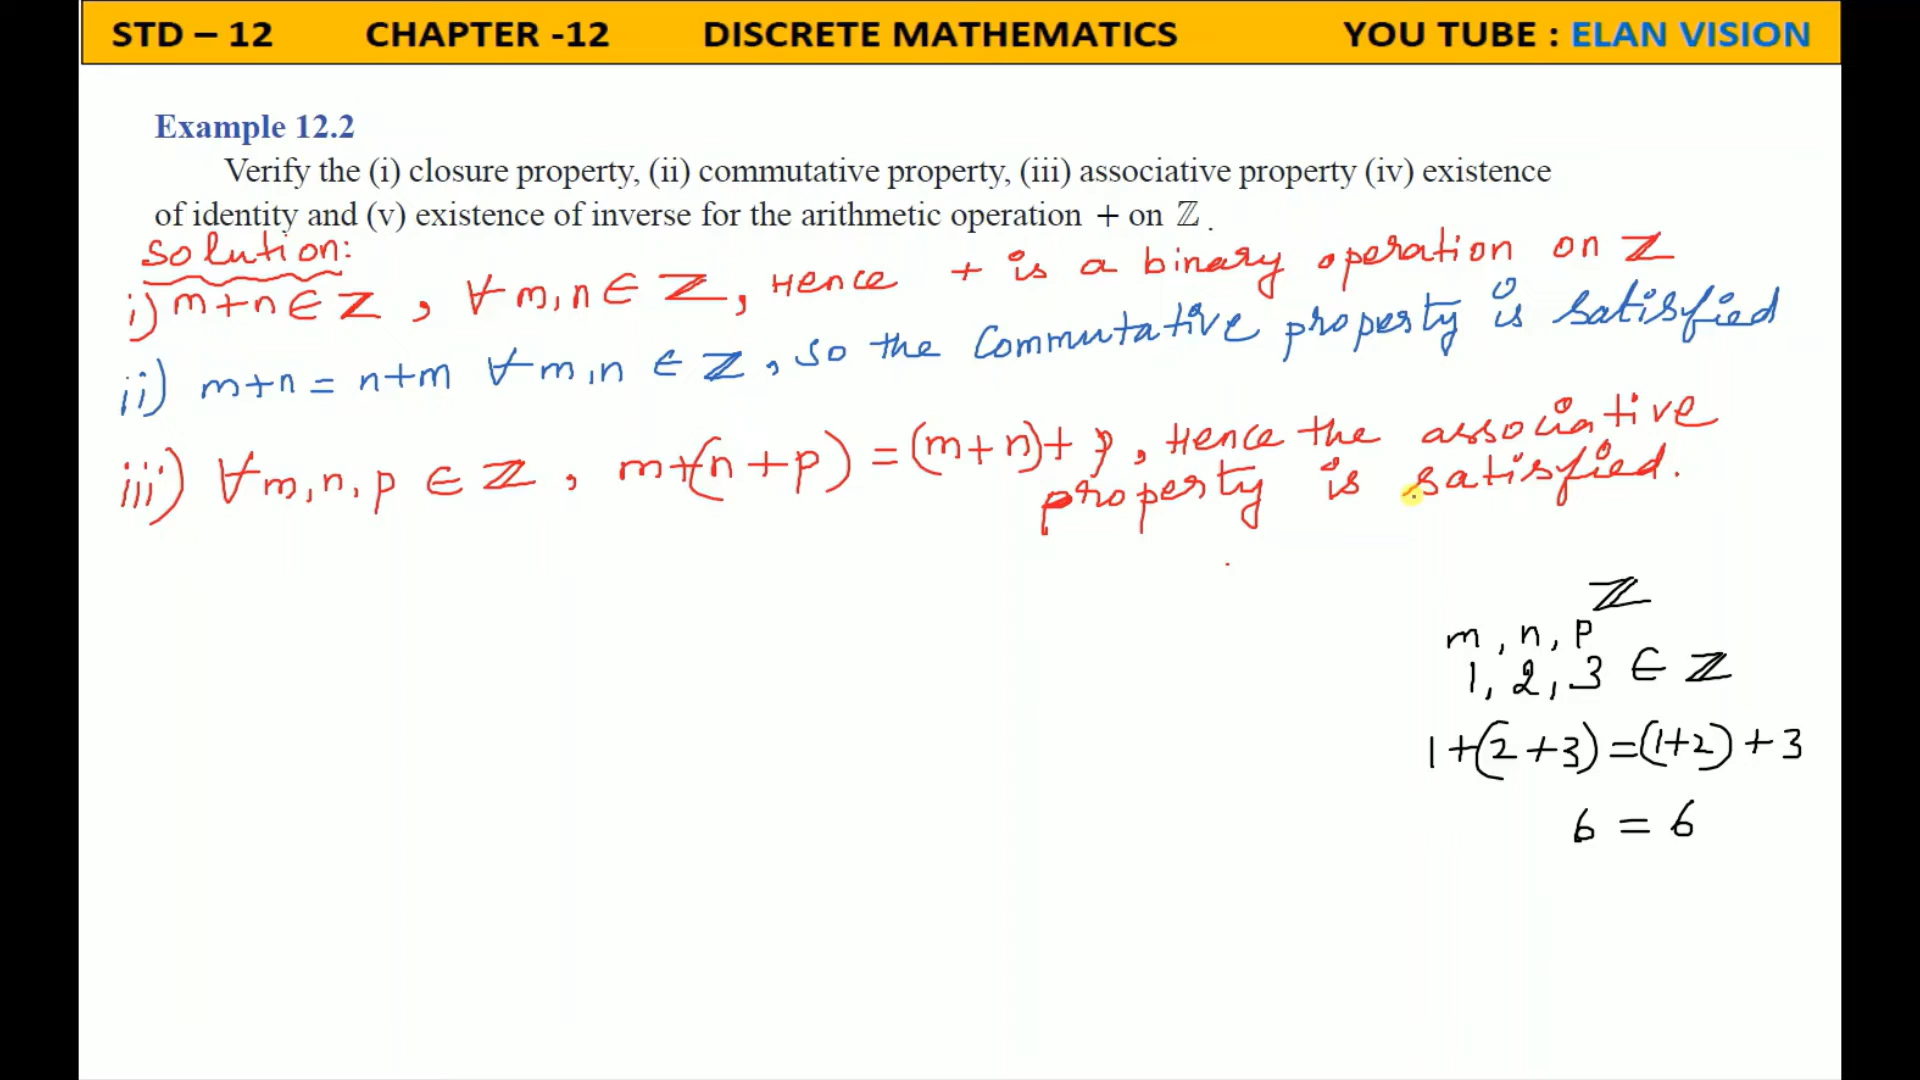 STD – 12 CHAPTER -12 DISCRETE MATHEMATICS YOU TUBE : ELAN VISION
Example 12.2
Verify the (i) closure property, (ii) commutative property, (iii) associative property (iv) existence
of identity and (v) existence of inverse for the arithmetic operation + on ℤ.
Solution:
i) m+n ∈ ℤ, ∀ m,n ∈ ℤ, Hence + is a binary operation on ℤ
ii) m+n = n+m ∀ m,n ∈ ℤ, so the commutative property is satisfied
iii) ∀ m,n,p ∈ ℤ, m+(n+p) = (m+n)+p, Hence the associative
property is satisfied.
ℤ
m, n, p
1, 2, 3 ∈ ℤ
1+(2+3)=(1+2)+3
6 = 6